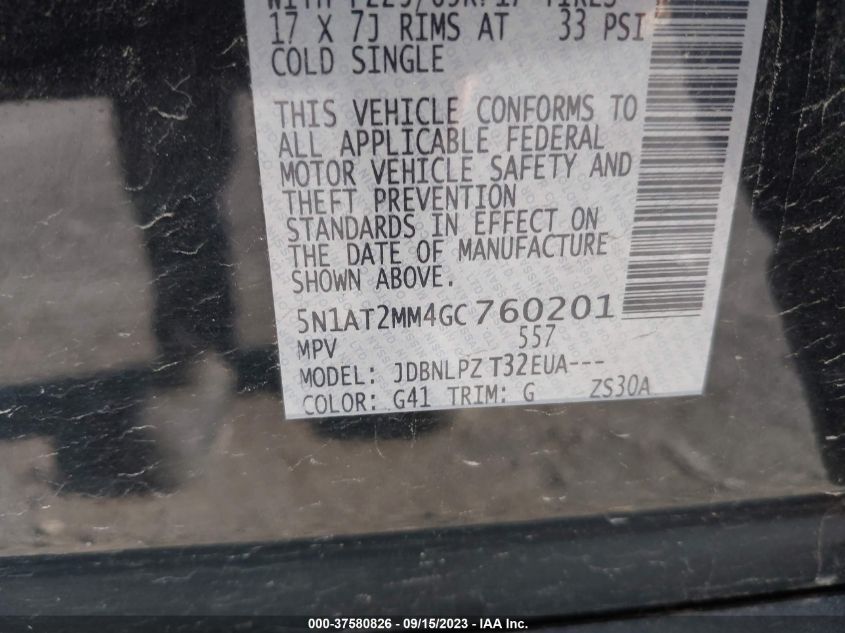 17 X 7J RIMS AT 33 PSI
COLD SINGLE
THIS VEHICLE CONFORMS TO
ALL APPLICABLE FEDERAL
MOTOR VEHICLE SAFETY AND
THEFT PREVENTION
STANDARDS IN EFFECT ON
THE DATE OF MANUFACTURE
SHOWN ABOVE.
5N1AT2MM4GC760201
MPV 557
MODEL: JDBNLPZ T32EUA---
COLOR: G41 TRIM: G ZS30A
000-37580826 - 09/15/2023 - IAA Inc.